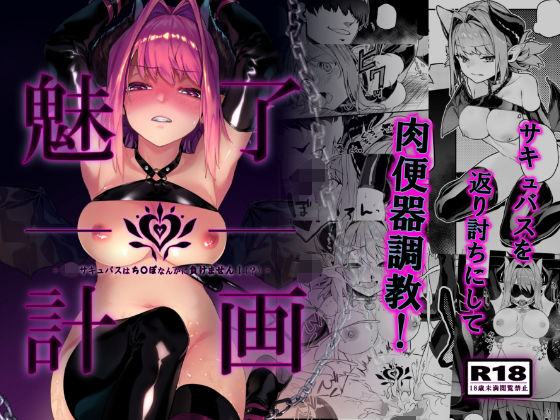 魅了
計画
サキュバスはち○ぽなんかに負けません！(？)
サキュバスを
返り討ちにして
肉便器調教！
R18
18歳未満閲覧禁止